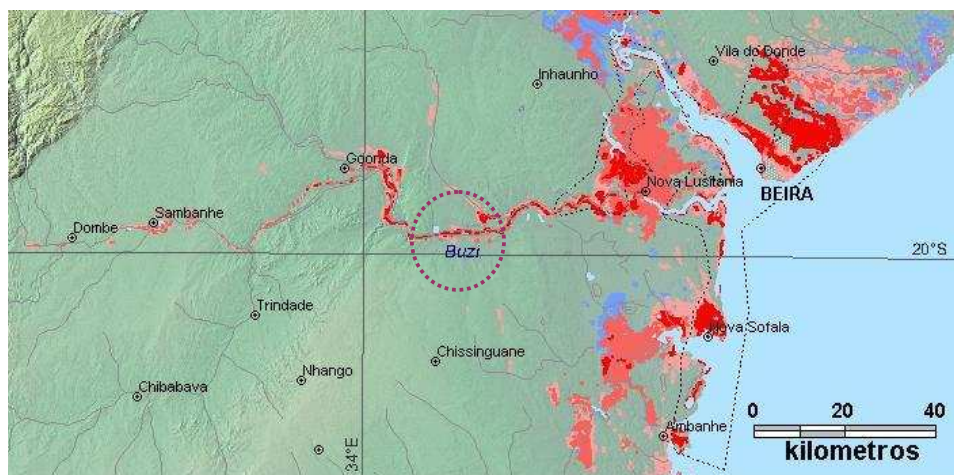 Vila do Donde
Inhaunho
Ggonda
Nova Lusitania
BEIRA
Sambanhe
Dombe
Buzi
20°S
Trindade
Nova Sofala
Chissinguane
Nhango
Chibabava
0 20 40
Ambanhe
kilometros
34°E